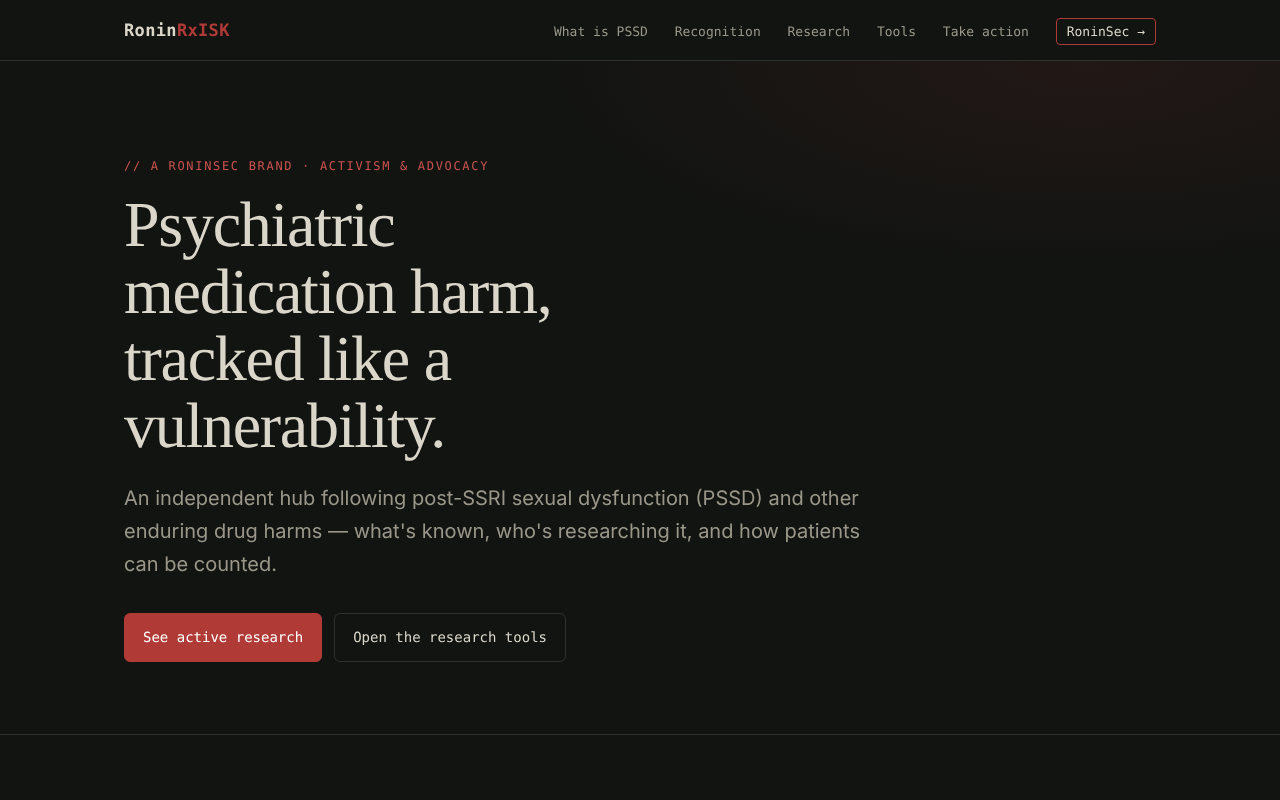 RoninRxISK
What is PSSD
Recognition
Research
Tools
Take action
RoninSec →
// A RONINSEC BRAND · ACTIVISM & ADVOCACY
Psychiatric
medication harm,
tracked like a
vulnerability.
An independent hub following post-SSRI sexual dysfunction (PSSD) and other
enduring drug harms — what's known, who's researching it, and how patients
can be counted.
See active research
Open the research tools